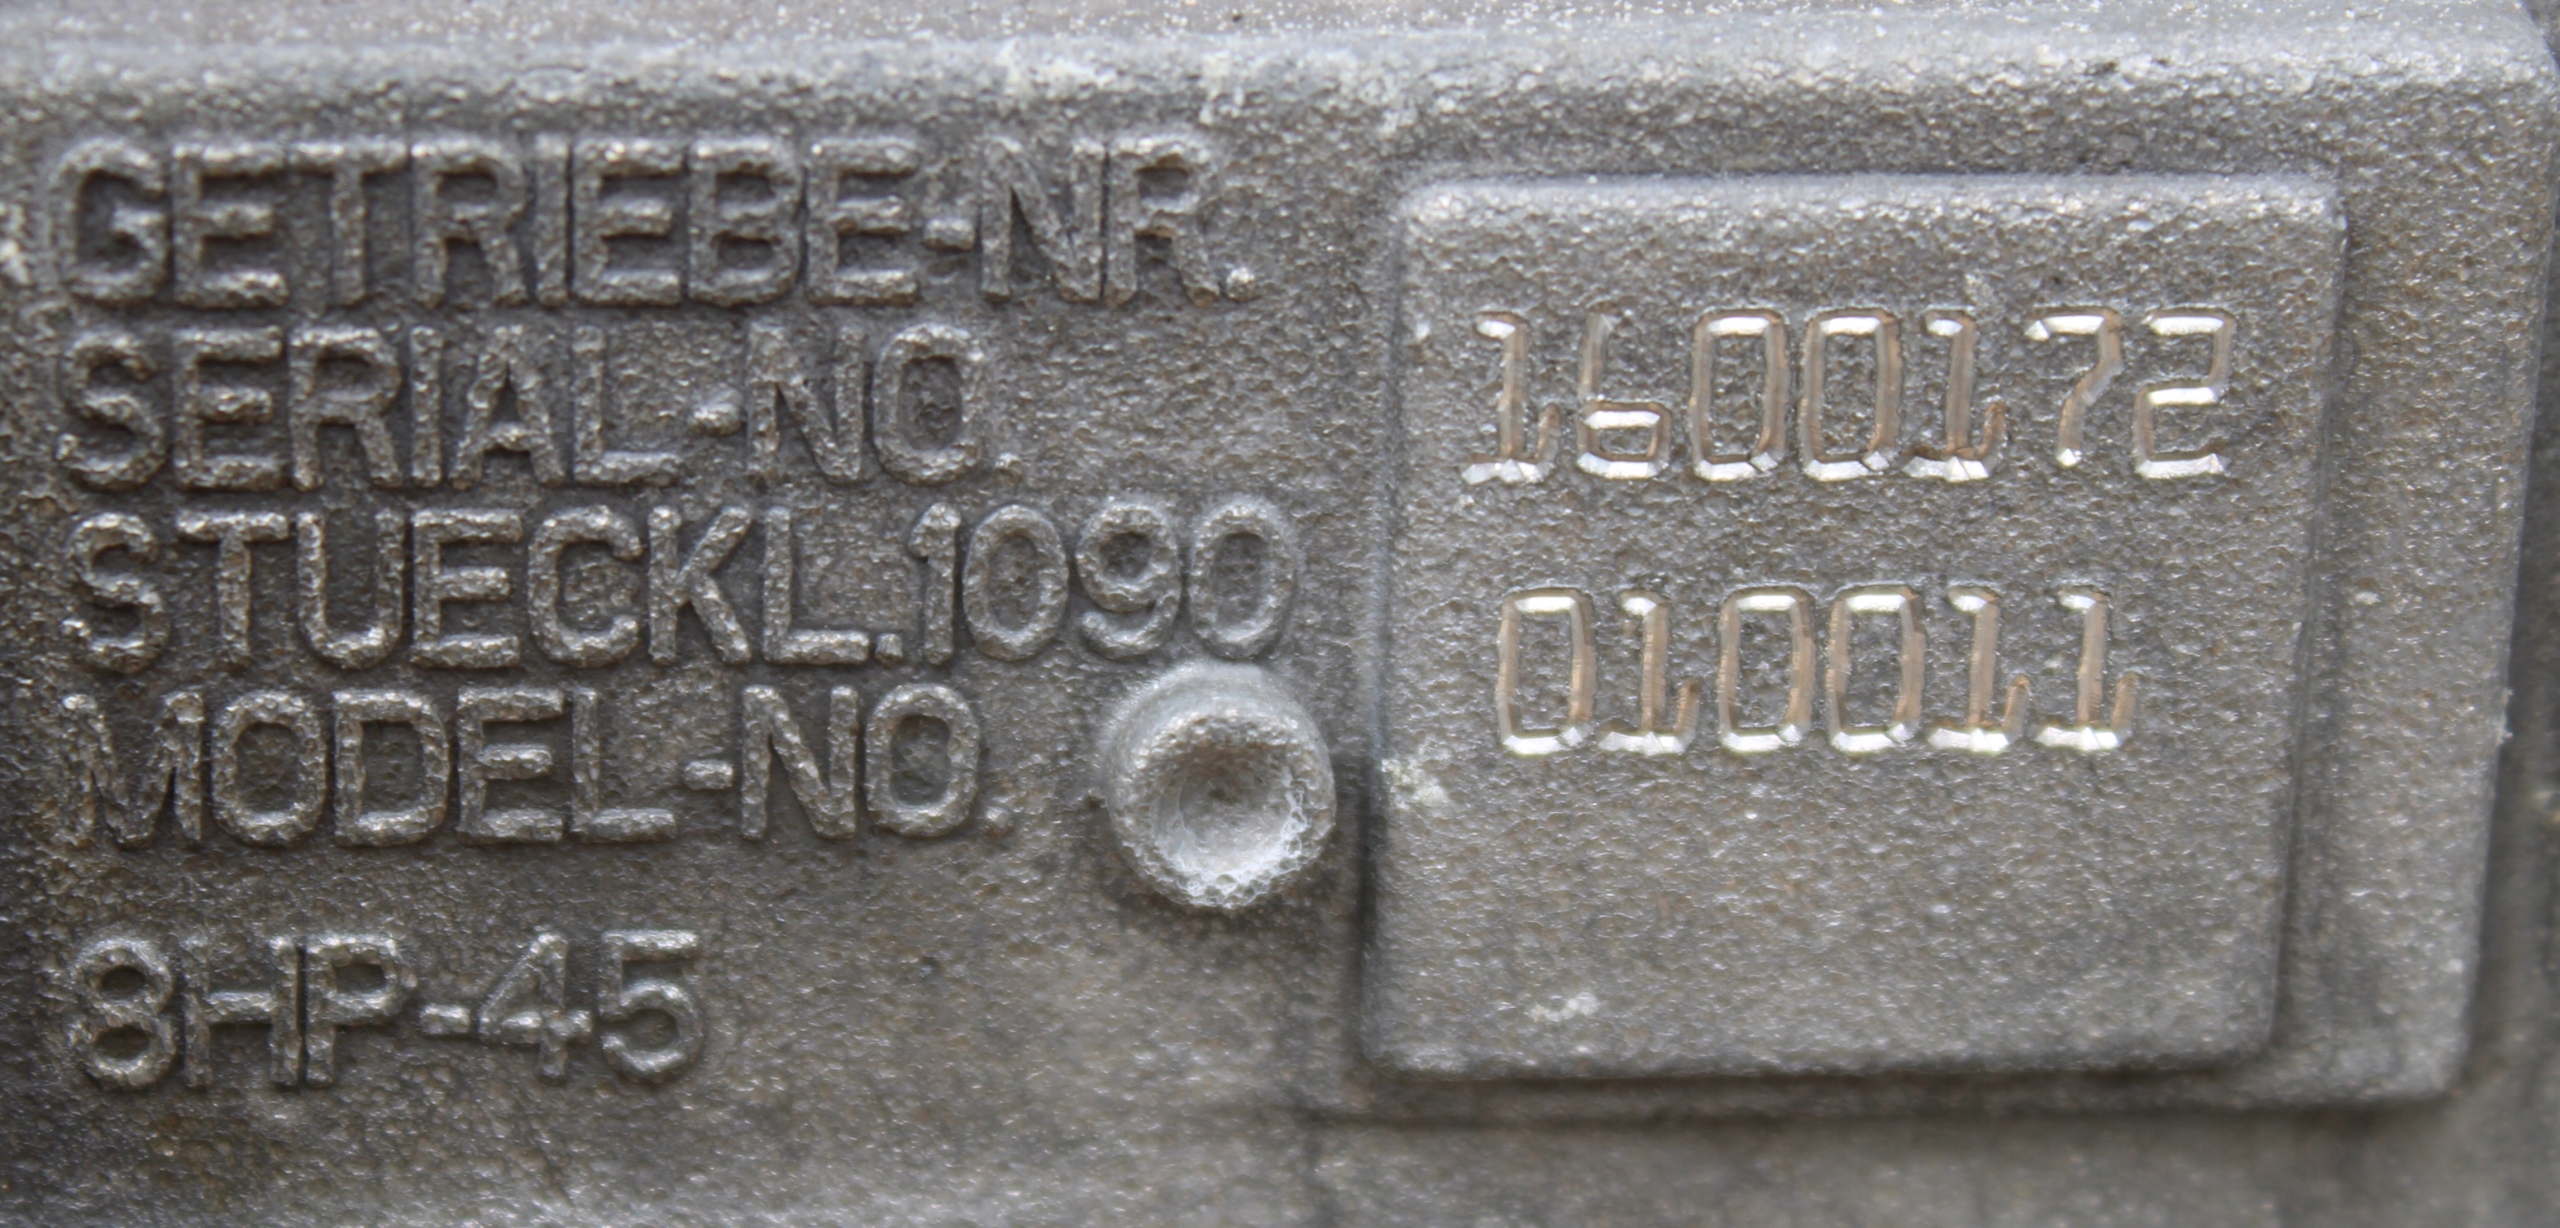 GETRIEBE-NR.
SERIAL-NO. 1600172
STUECKL.1090 010011
MODEL-NO.
8HP-45